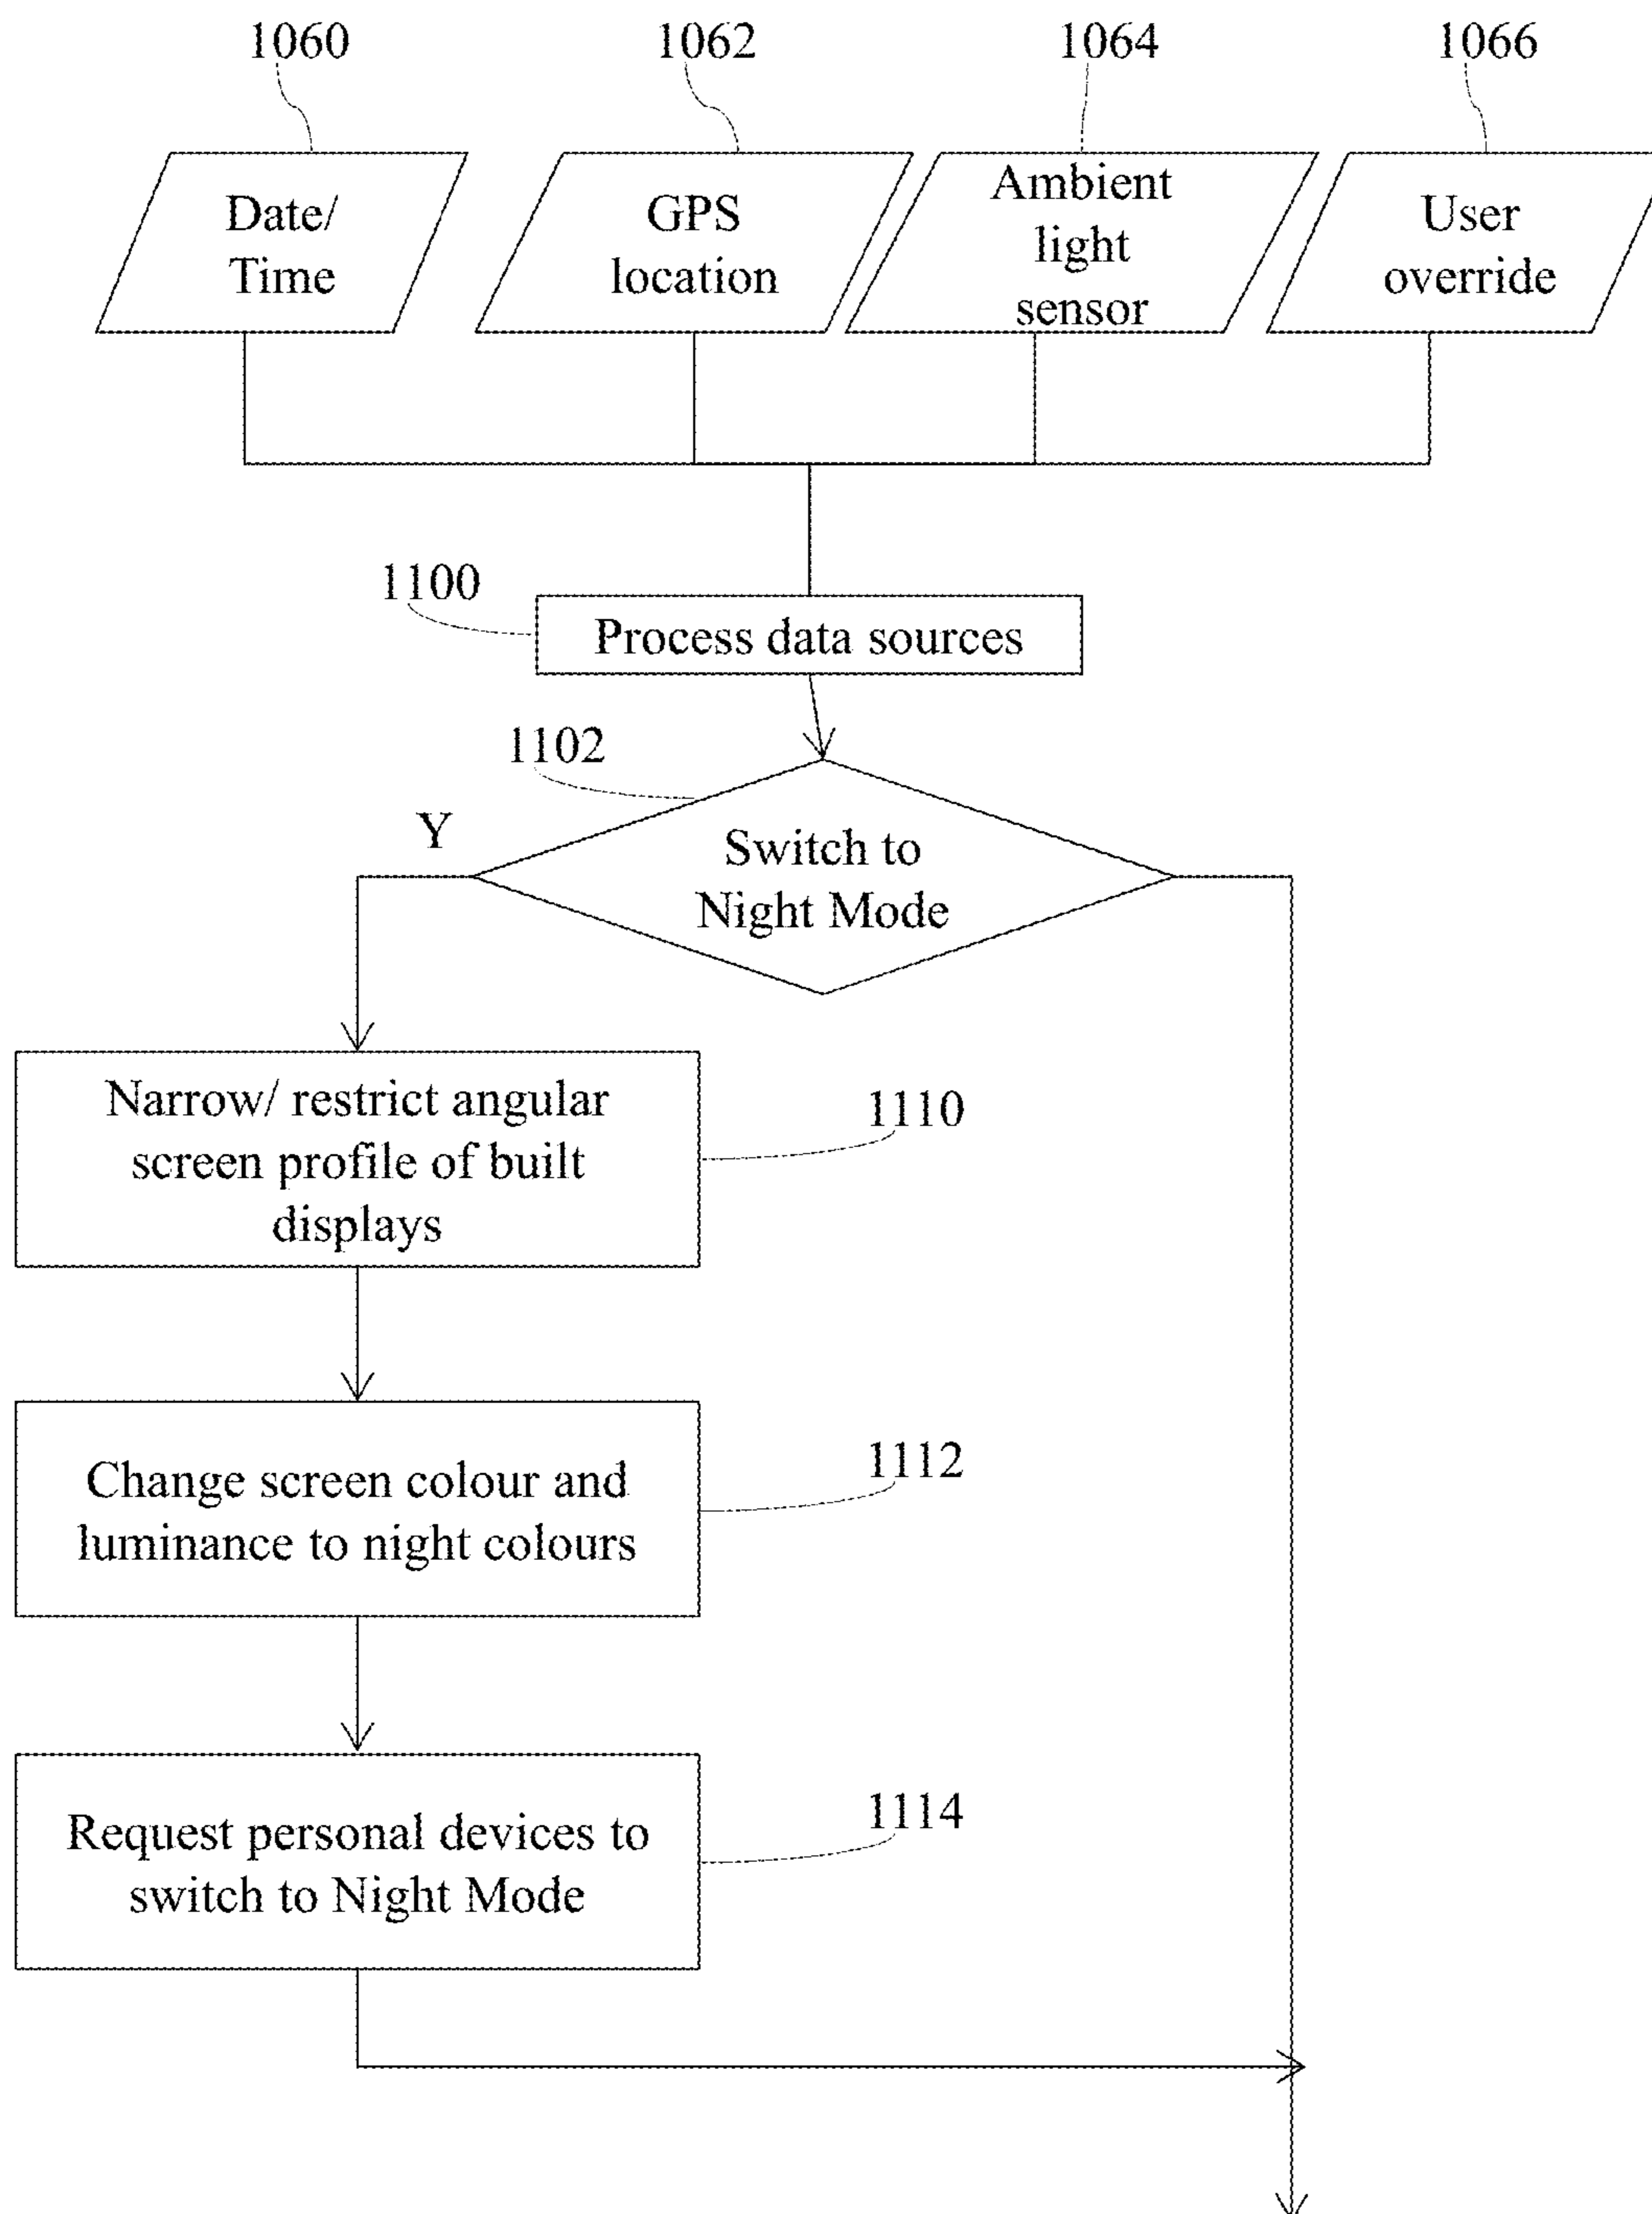 1060
1062
1064
1066
Date/
Time
GPS
location
Ambient
light
sensor
User
override
1100
Process data sources
1102
Y
Switch to
Night Mode
Narrow/ restrict angular
screen profile of built
displays
1110
Change screen colour and
luminance to night colours
1112
Request personal devices to
switch to Night Mode
1114